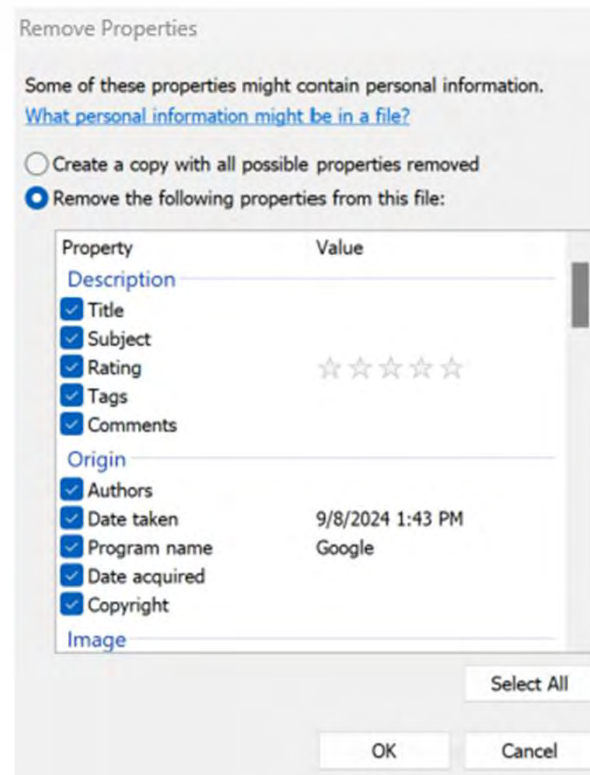 Remove Properties
Some of these properties might contain personal information.
What personal information might be in a file?
Create a copy with all possible properties removed
Remove the following properties from this file:
Property Value
Description
Title
Subject
Rating
Tags
Comments
Origin
Authors
Date taken 9/8/2024 1:43 PM
Program name Google
Date acquired
Copyright
Image
Select All
OK Cancel